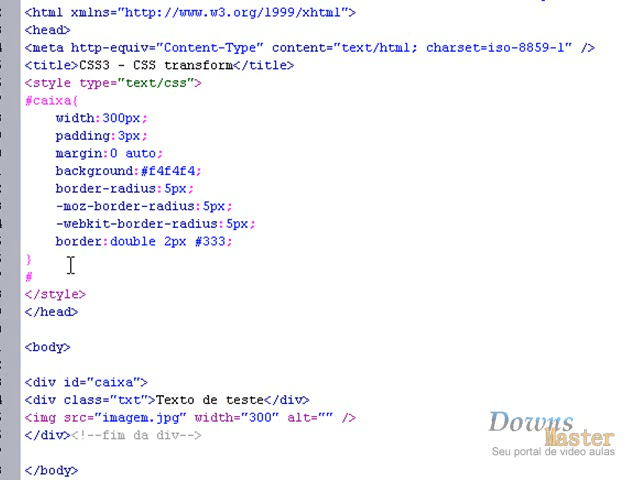 <html xmlns="http://www.w3.org/1999/xhtml">
<head>
<meta http-equiv="Content-Type" content="text/html; charset=iso-8859-1" />
<title>CSS3 - CSS transform</title>
<style type="text/css">
#caixa{
width:300px;
padding:3px;
margin:0 auto;
background:#f4f4f4;
border-radius:5px;
-moz-border-radius:5px;
-webkit-border-radius:5px;
border:double 2px #333;
}
#
</style>
</head>
<body>
<div id="caixa">
<div class="txt">Texto de teste</div>
<img src="imagem.jpg" width="300" alt="" />
</div><!--fim da div-->
</body>
Downs
Master
Seu portal de video aulas